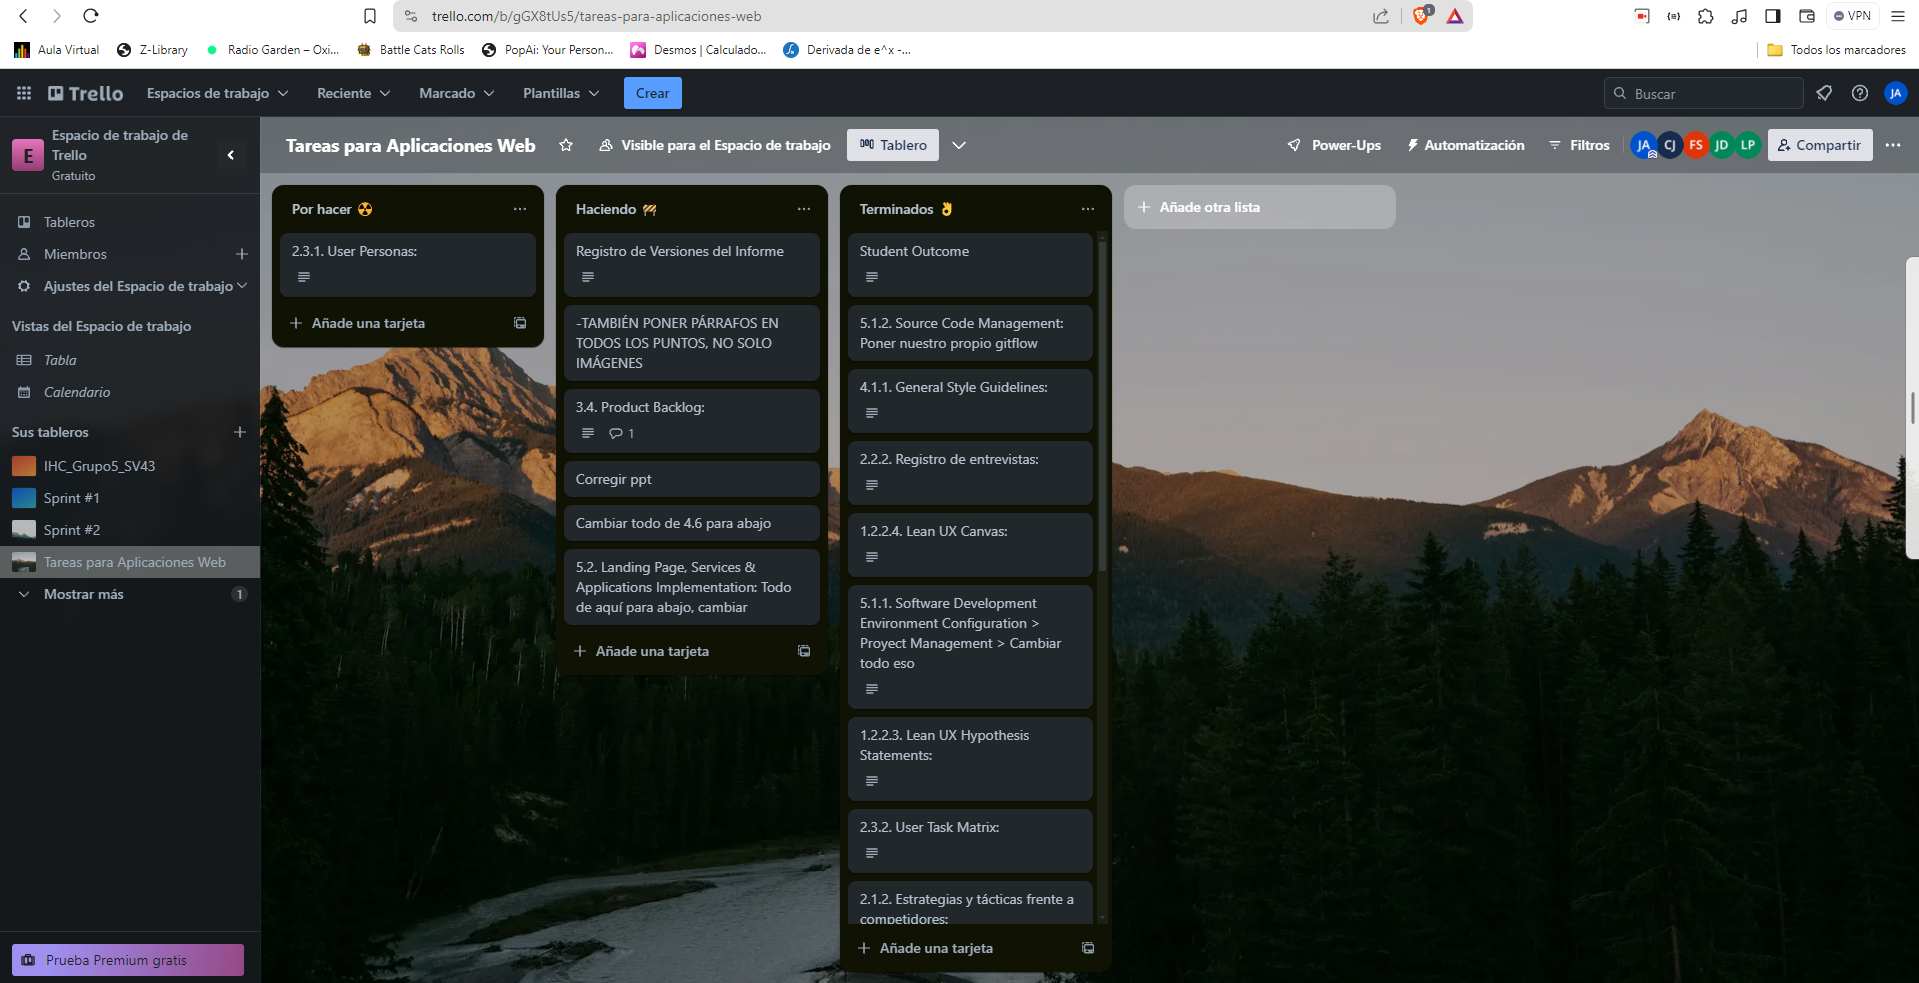 trello.com/b/gGX8tUs5/tareas-para-aplicaciones-web
1
VPN
Aula Virtual
Z-Library
Radio Garden – Oxi...
Battle Cats Rolls
PopAi: Your Person...
Desmos | Calculado...
Derivada de e^x -...
Todos los marcadores
Trello
Espacios de trabajo
Reciente
Marcado
Plantillas
Crear
Buscar
JA
E
Espacio de trabajo de
Trello
Gratuito
Tableros
Miembros
Ajustes del Espacio de trabajo
Vistas del Espacio de trabajo
Tabla
Calendario
Sus tableros
IHC_Grupo5_SV43
Sprint #1
Sprint #2
Tareas para Aplicaciones Web
Mostrar más
1
Prueba Premium gratis
Tareas para Aplicaciones Web
Visible para el Espacio de trabajo
Tablero
Power-Ups
Automatización
Filtros
JA
CJ
FS
JD
LP
Compartir
Por hacer ☢️
2.3.1. User Personas:
Añade una tarjeta
Haciendo 🚧
Registro de Versiones del Informe
-TAMBIÉN PONER PÁRRAFOS EN
TODOS LOS PUNTOS, NO SOLO
IMÁGENES
3.4. Product Backlog:
1
Corregir ppt
Cambiar todo de 4.6 para abajo
5.2. Landing Page, Services &
Applications Implementation: Todo
de aquí para abajo, cambiar
Añade una tarjeta
Terminados 👌
Student Outcome
5.1.2. Source Code Management:
Poner nuestro propio gitflow
4.1.1. General Style Guidelines:
2.2.2. Registro de entrevistas:
1.2.2.4. Lean UX Canvas:
5.1.1. Software Development
Environment Configuration >
Proyect Management > Cambiar
todo eso
1.2.2.3. Lean UX Hypothesis
Statements:
2.3.2. User Task Matrix:
2.1.2. Estrategias y tácticas frente a
competidores:
Añade una tarjeta
Añade otra lista